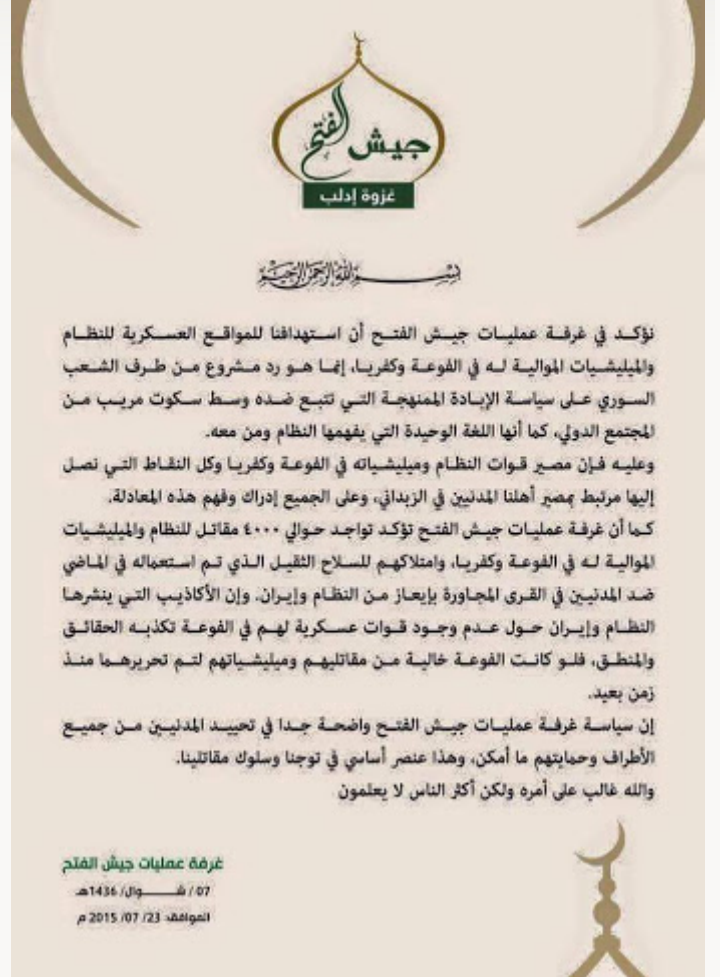 جيش الفتح
غزوة إدلب
بسم الله الرحمن الرحيم
نؤكد في غرفة عمليات جيش الفتح أن استهدافنا للمواقع العسكرية للنظام
والميليشيات الموالية له في الفوعة وكفريا، إنما هو رد مشروع من طرف الشعب
السوري على سياسة الإبادة الممنهجة التي تتبع ضده وسط سكوت مريب من
المجتمع الدولي، كما أنها اللغة الوحيدة التي يفهمها النظام ومن معه.
وعليه فإن مصير قوات النظام وميليشياته في الفوعة وكفريا وكل النقاط التي نصل
إليها مرتبط بمصير أهلنا المدنيين في الزبداني، وعلى الجميع إدراك وفهم هذه المعادلة.
كما أن غرفة عمليات جيش الفتح تؤكد تواجد حوالي ٤٠٠٠ مقاتل للنظام والميليشيات
الموالية له في الفوعة وكفريا، وامتلاكهم للسلاح الثقيل الذي تم استعماله في الماضي
ضد المدنيين في القرى المجاورة بإيعاز من النظام وإيران. وإن الأكاذيب التي ينشرها
النظام وإيران حول عدم وجود قوات عسكرية لهم في الفوعة تكذبه الحقائق
والمنطق، فلو كانت الفوعة خالية من مقاتليهم وميليشياتهم لتم تحريرهما منذ
زمن بعيد.
إن سياسة غرفة عمليات جيش الفتح واضحة جدا في تحييد المدنيين من جميع
الأطراف وحمايتهم ما أمكن، وهذا عنصر أساسي في توجنا وسلوك مقاتلينا.
والله غالب على أمره ولكن أكثر الناس لا يعلمون
غرفة عمليات جيش الفتح
07 / شوال/ 1436هـ
الموافق: 23/ 07/ 2015 م